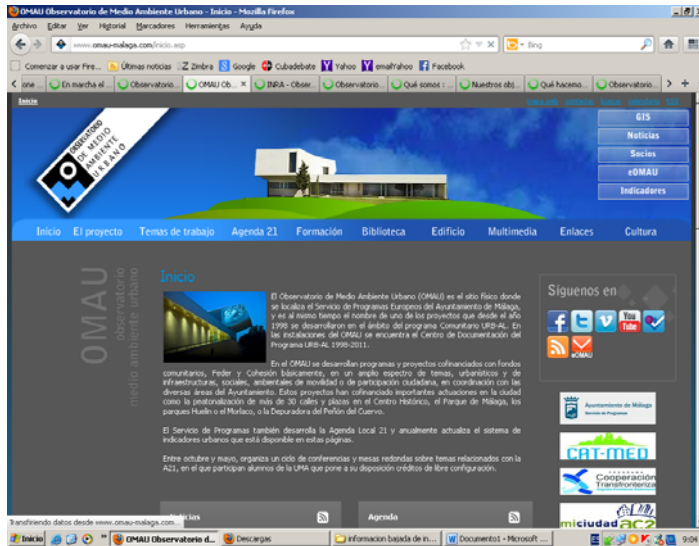 OMAU Observatorio de Medio Ambiente Urbano - Inicio - Mozilla Firefox
Archivo Editar Ver Historial Marcadores Herramientas Ayuda
www.omau-malaga.com/inicio.asp
Bing
Comenzar a usar Fire... Últimas noticias Zimbra Google Cubadebate Yahoo emailYahoo Facebook
one ... En marcha el ... Observatorio... OMAU Ob... INRA - Obser... Observatorio... Qué somos : ... Nuestros obj... Qué hacemo... Observatorio...
Inicio
OBSERVATORIO
DE MEDIO
AMBIENTE
URBANO
GIS
Noticias
Socios
eOMAU
Indicadores
Inicio El proyecto Temas de trabajo Agenda 21 Formación Biblioteca Edificio Multimedia Enlaces Cultura
OMAU
observatorio
medio ambiente urbano
Inicio
El Observatorio de Medio Ambiente Urbano (OMAU) es el sitio físico donde
se localiza el Servicio de Programas Europeos del Ayuntamiento de Málaga,
y es al mismo tiempo el nombre de uno de los proyectos que desde el año
1998 se desarrollaron en el ámbito del programa Comunitario URB-AL. En
las instalaciones del OMAU se encuentra el Centro de Documentación del
Programa URB-AL 1998-2011.
En el OMAU se desarrollan programas y proyectos cofinanciados con fondos
comunitarios, Feder y Cohesión básicamente, en un amplio espectro de temas, urbanísticos y de
infraestructuras, sociales, ambientales de movilidad o de participación ciudadana, en coordinación con las
diversas áreas del Ayuntamiento. Estos proyectos han cofinanciado importantes actuaciones en la ciudad
como la peatonalización de más de 30 calles y plazas en el Centro Histórico, el Parque de Málaga, los
parques Huelin o el Morlaco, o la Depuradora del Peñón del Cuervo.
El Servicio de Programas también desarrolla la Agenda Local 21 y anualmente actualiza el sistema de
indicadores urbanos que está disponible en estas páginas.
Entre octubre y mayo, organiza un ciclo de conferencias y mesas redondas sobre temas relacionados con la
A21, en el que participan alumnos de la UMA que pone a su disposición créditos de libre configuración.
Síguenos en
You
Tube
eOMAU
Ayuntamiento de Málaga
Servicio de Programas
CAT-MED
Cooperación
Transfronteriza
miciudad ac2
Noticias
Agenda
Transfiriendo datos desde www.omau-malaga.com...
Inicio OMAU Observatorio d... Descargas informacion bajada de in... Documento1 - Microsoft ... ES 9:04